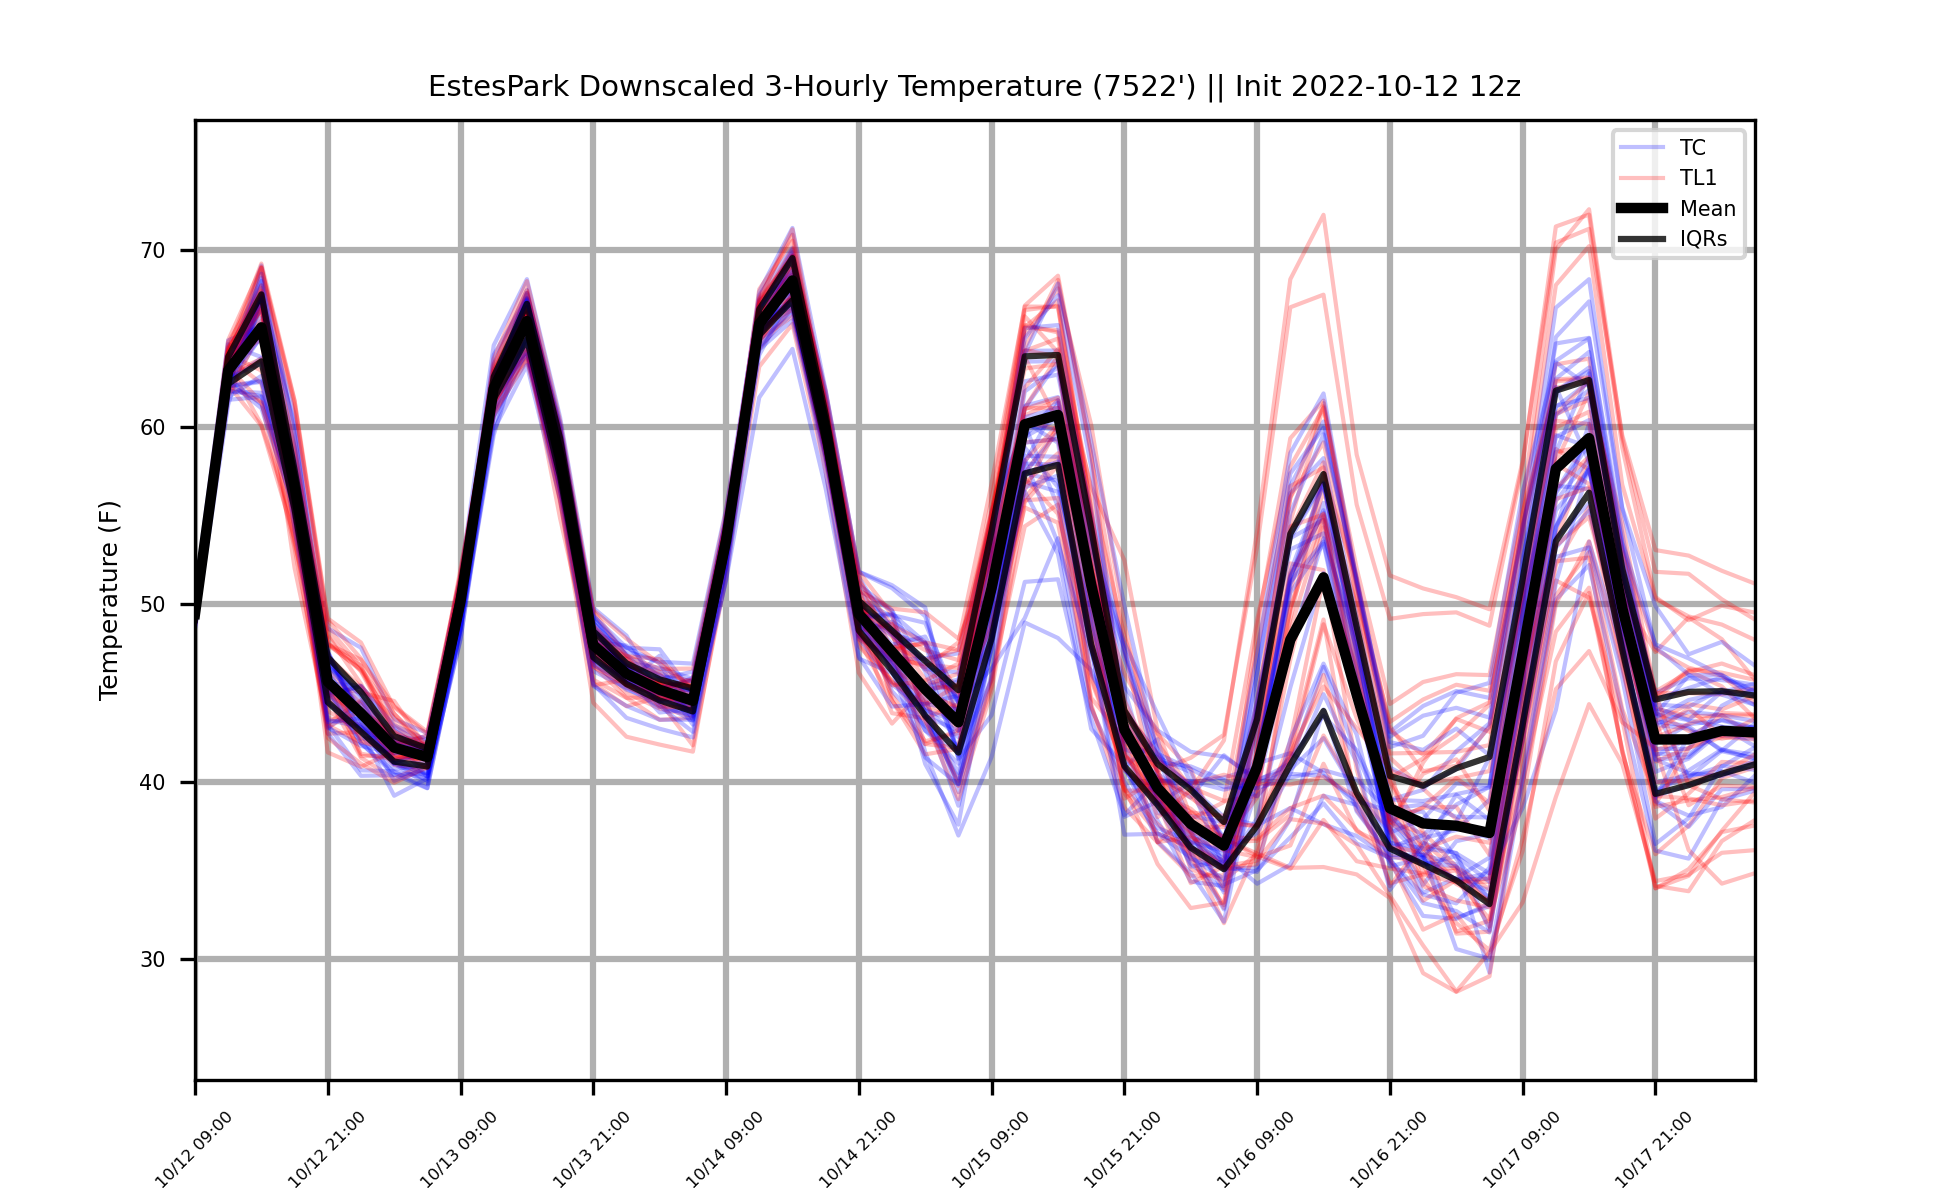 EstesPark Downscaled 3-Hourly Temperature (7522') || Init 2022-10-12 12z
TC
TL1
Mean
IQRs
Temperature (F)
70
60
50
40
30
10/12 09:00
10/12 21:00
10/13 09:00
10/13 21:00
10/14 09:00
10/14 21:00
10/15 09:00
10/15 21:00
10/16 09:00
10/16 21:00
10/17 09:00
10/17 21:00